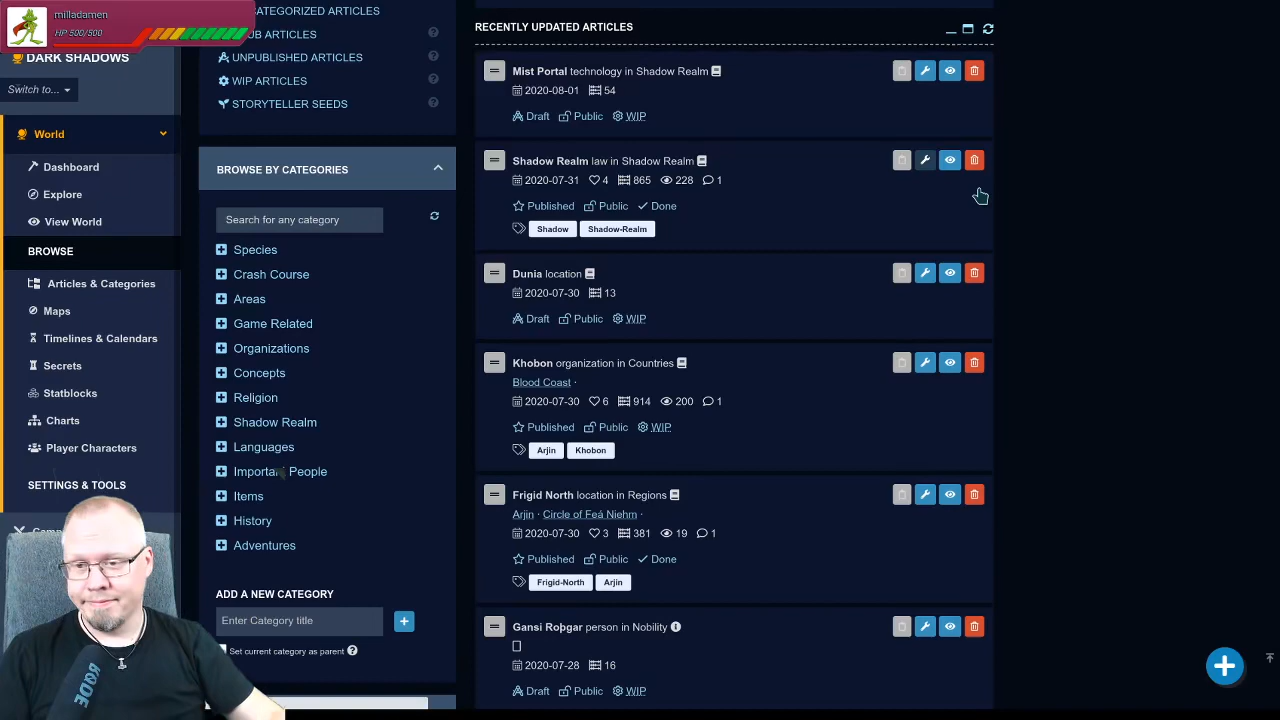 milladamen
HP 500/500
DARK SHADOWS
Switch to...
World
Dashboard
Explore
View World
BROWSE
Articles & Categories
Maps
Timelines & Calendars
Secrets
Statblocks
Charts
Player Characters
SETTINGS & TOOLS
UNPUBLISHED ARTICLES
WIP ARTICLES
STORYTELLER SEEDS
BROWSE BY CATEGORIES
Search for any category
Species
Crash Course
Areas
Game Related
Organizations
Concepts
Religion
Shadow Realm
Languages
Important People
Items
History
Adventures
ADD A NEW CATEGORY
Enter Category title
Set current category as parent
RECENTLY UPDATED ARTICLES
Mist Portal technology in Shadow Realm
2020-08-01 54
Draft Public WIP
Shadow Realm law in Shadow Realm
2020-07-31 4 865 228 1
Published Public Done
Shadow Shadow-Realm
Dunia location
2020-07-30 13
Draft Public WIP
Khobon organization in Countries
Blood Coast ·
2020-07-30 6 914 200 1
Published Public WIP
Arjin Khobon
Frigid North location in Regions
Arjin · Circle of Feá Niehm ·
2020-07-30 3 381 19 1
Published Public Done
Frigid-North Arjin
Gansi Roþgar person in Nobility
2020-07-28 16
Draft Public WIP
RØDE